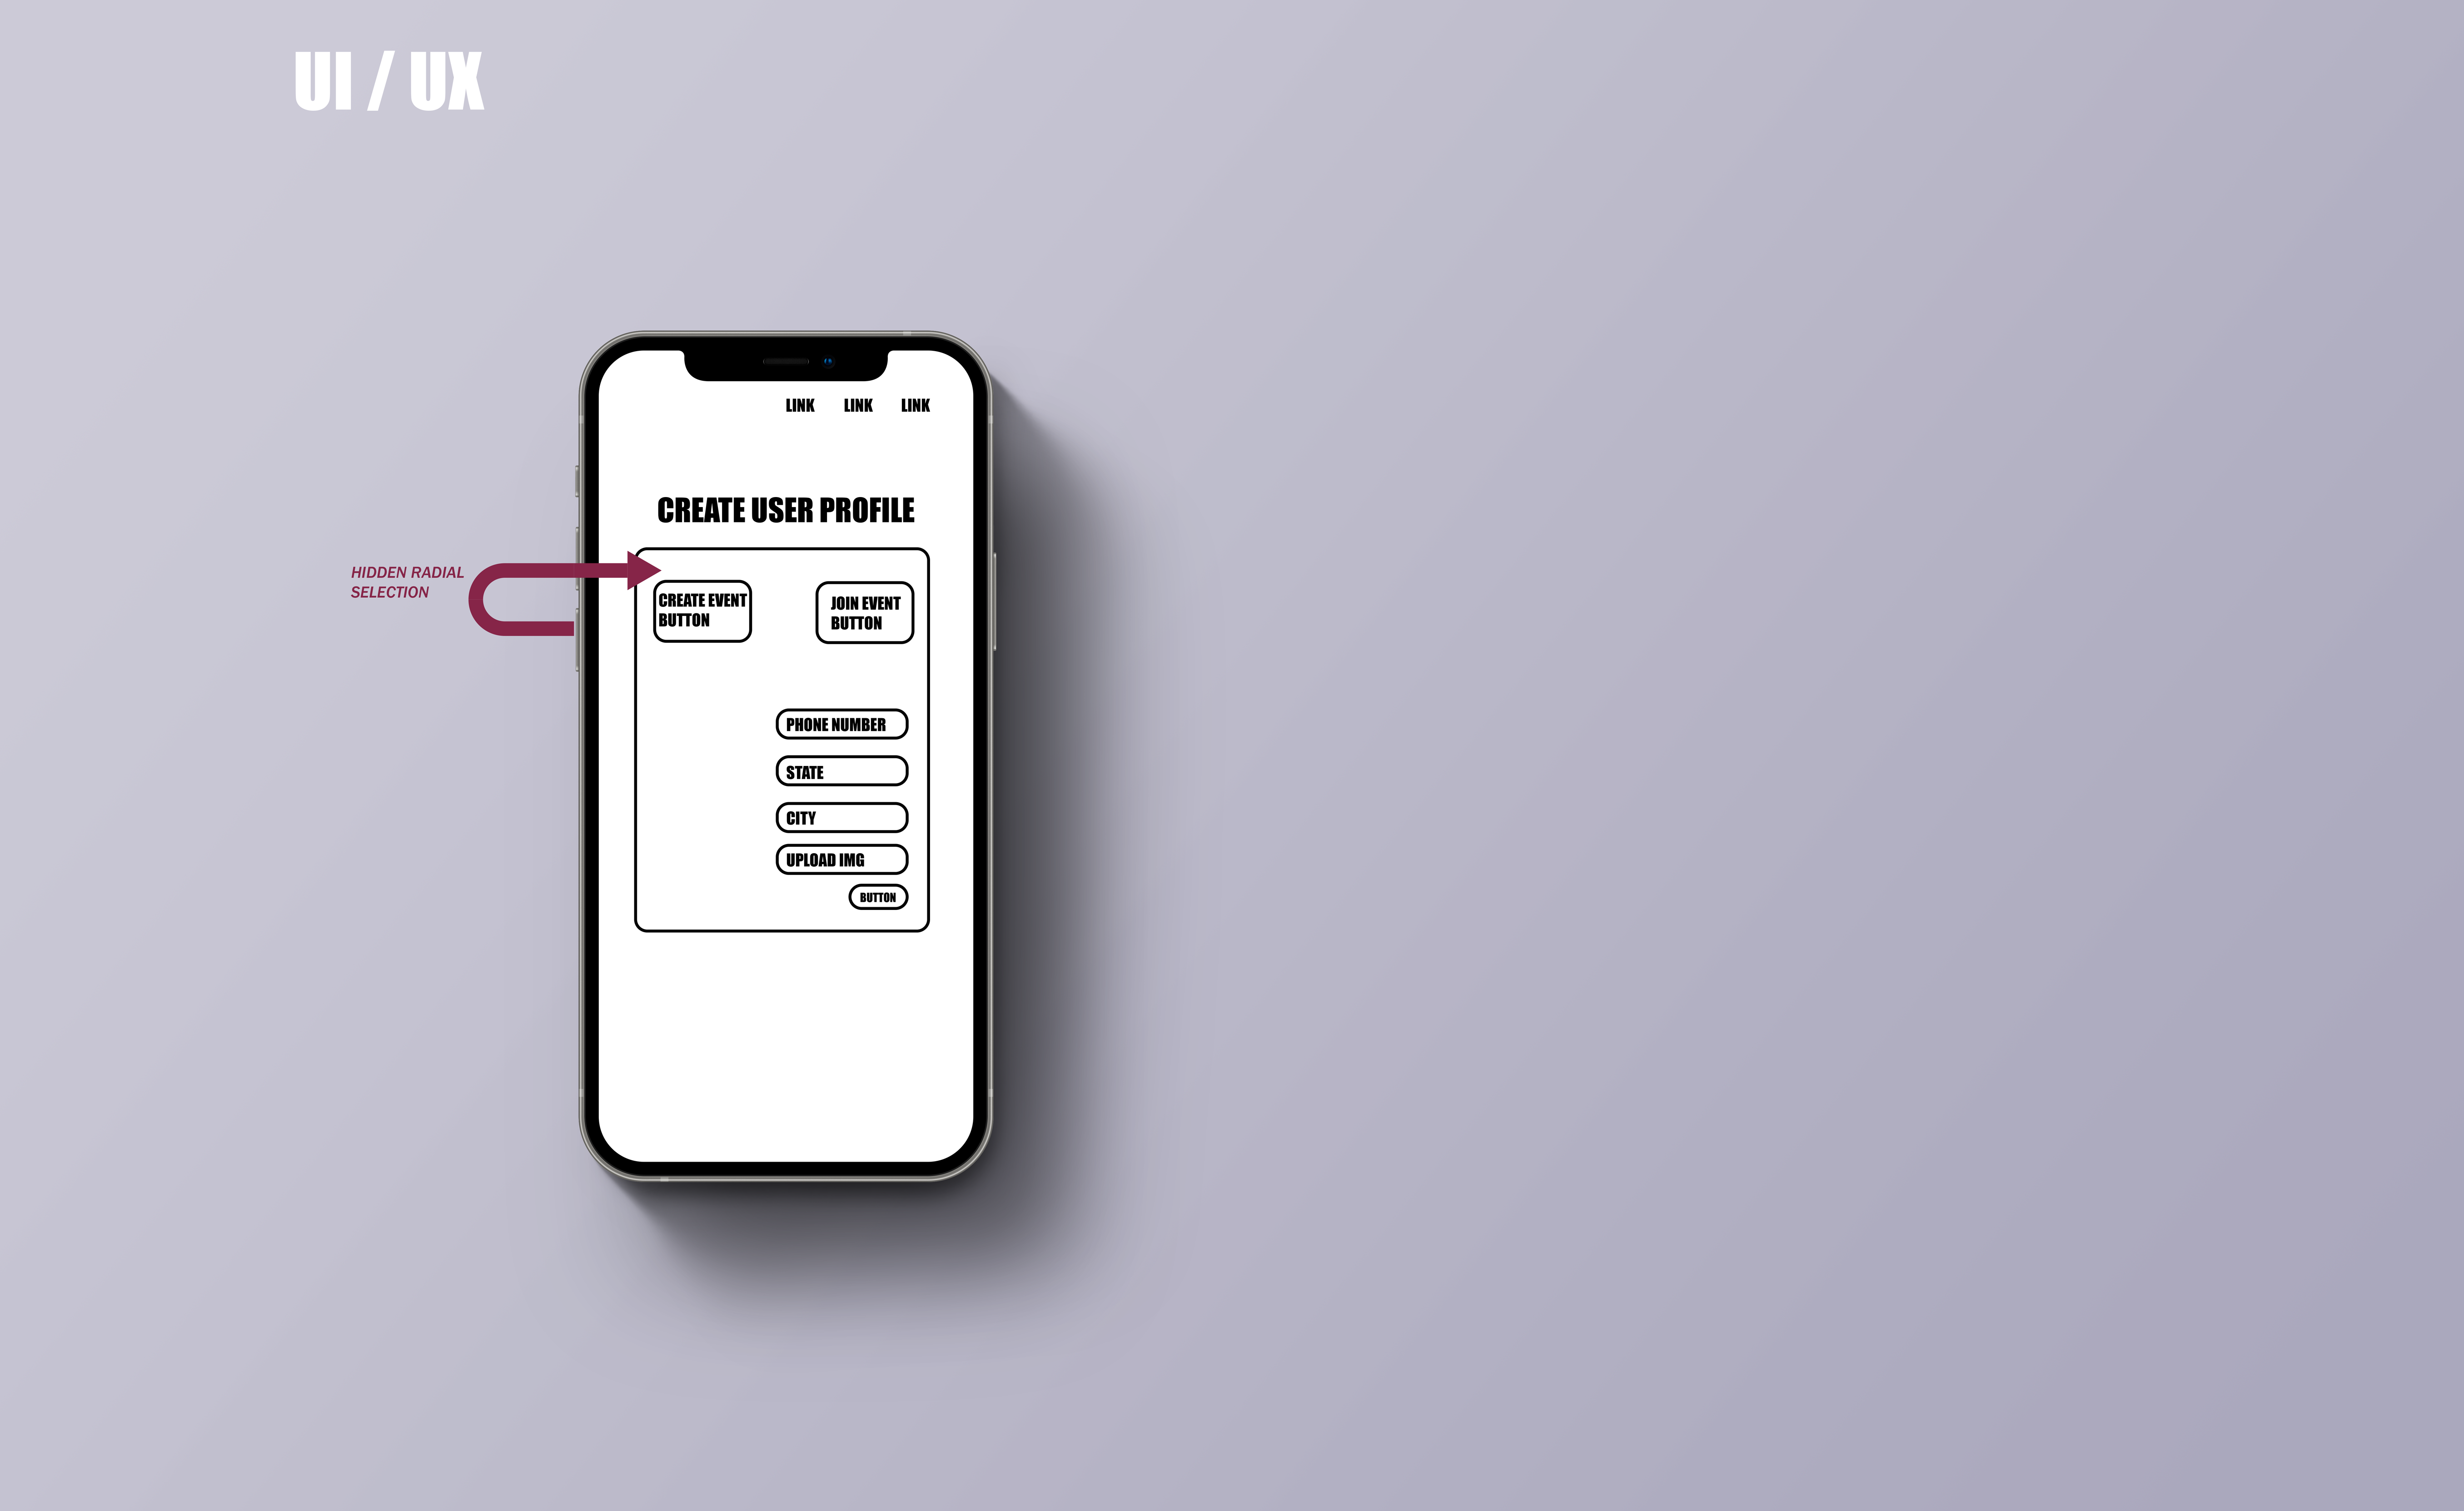 UI / UX
LINK LINK LINK
CREATE USER PROFILE
HIDDEN RADIAL
SELECTION
CREATE EVENT
BUTTON
JOIN EVENT
BUTTON
PHONE NUMBER
STATE
CITY
UPLOAD IMG
BUTTON